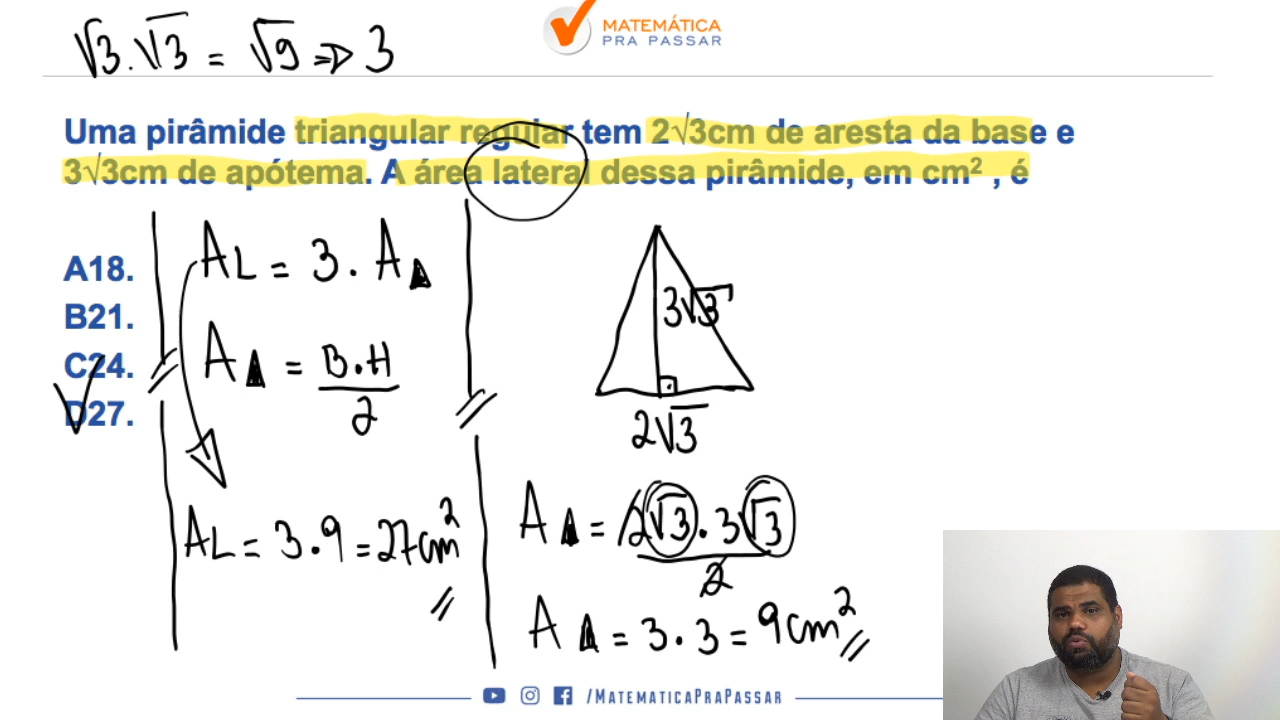 √3.√3 = √9 => 3
MATEMÁTICA
PRA PASSAR
Uma pirâmide triangular regular tem 2√3cm de aresta da base e
3√3cm de apótema. A área lateral dessa pirâmide, em cm² , é
A18.
B21.
C24.
D27.
AL = 3 . A▲
A▲ = B.H
2
AL = 3.9 = 27cm²
3√3
2√3
A▲ = 2√3 . 3√3
2
A▲ = 3 . 3 = 9cm²
/MATEMATICAPRAPASSAR